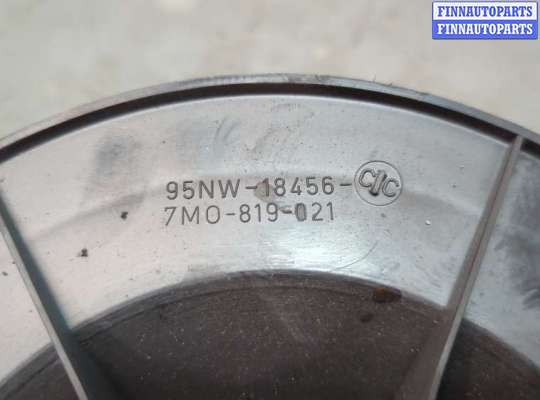 FINNAUTOPARTS
FINNAUTOPARTS
95NW-18456-C/C
7M0-819-021